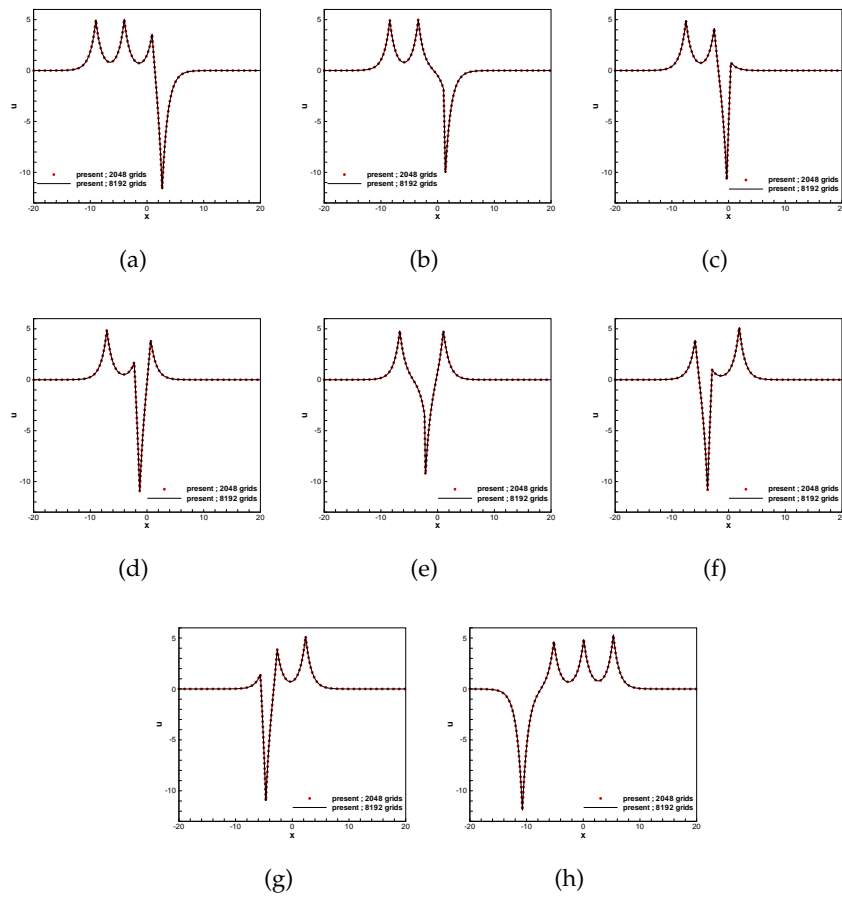 5
0
-5
-10
u
present ; 2048 grids
present ; 8192 grids
-20 -10 0 10 20
x
(a)
5
0
-5
-10
u
present ; 2048 grids
present ; 8192 grids
-20 -10 0 10 20
x
(b)
5
0
-5
-10
u
present ; 2048 grids
present ; 8192 grids
-20 -10 0 10 20
x
(c)
5
0
-5
-10
u
present ; 2048 grids
present ; 8192 grids
-20 -10 0 10 20
x
(d)
5
0
-5
-10
u
present ; 2048 grids
present ; 8192 grids
-20 -10 0 10 20
x
(e)
5
0
-5
-10
u
present ; 2048 grids
present ; 8192 grids
-20 -10 0 10 20
x
(f)
5
0
-5
-10
u
present ; 2048 grids
present ; 8192 grids
-20 -10 0 10 20
x
(g)
5
0
-5
-10
u
present ; 2048 grids
present ; 8192 grids
-20 -10 0 10 20
x
(h)